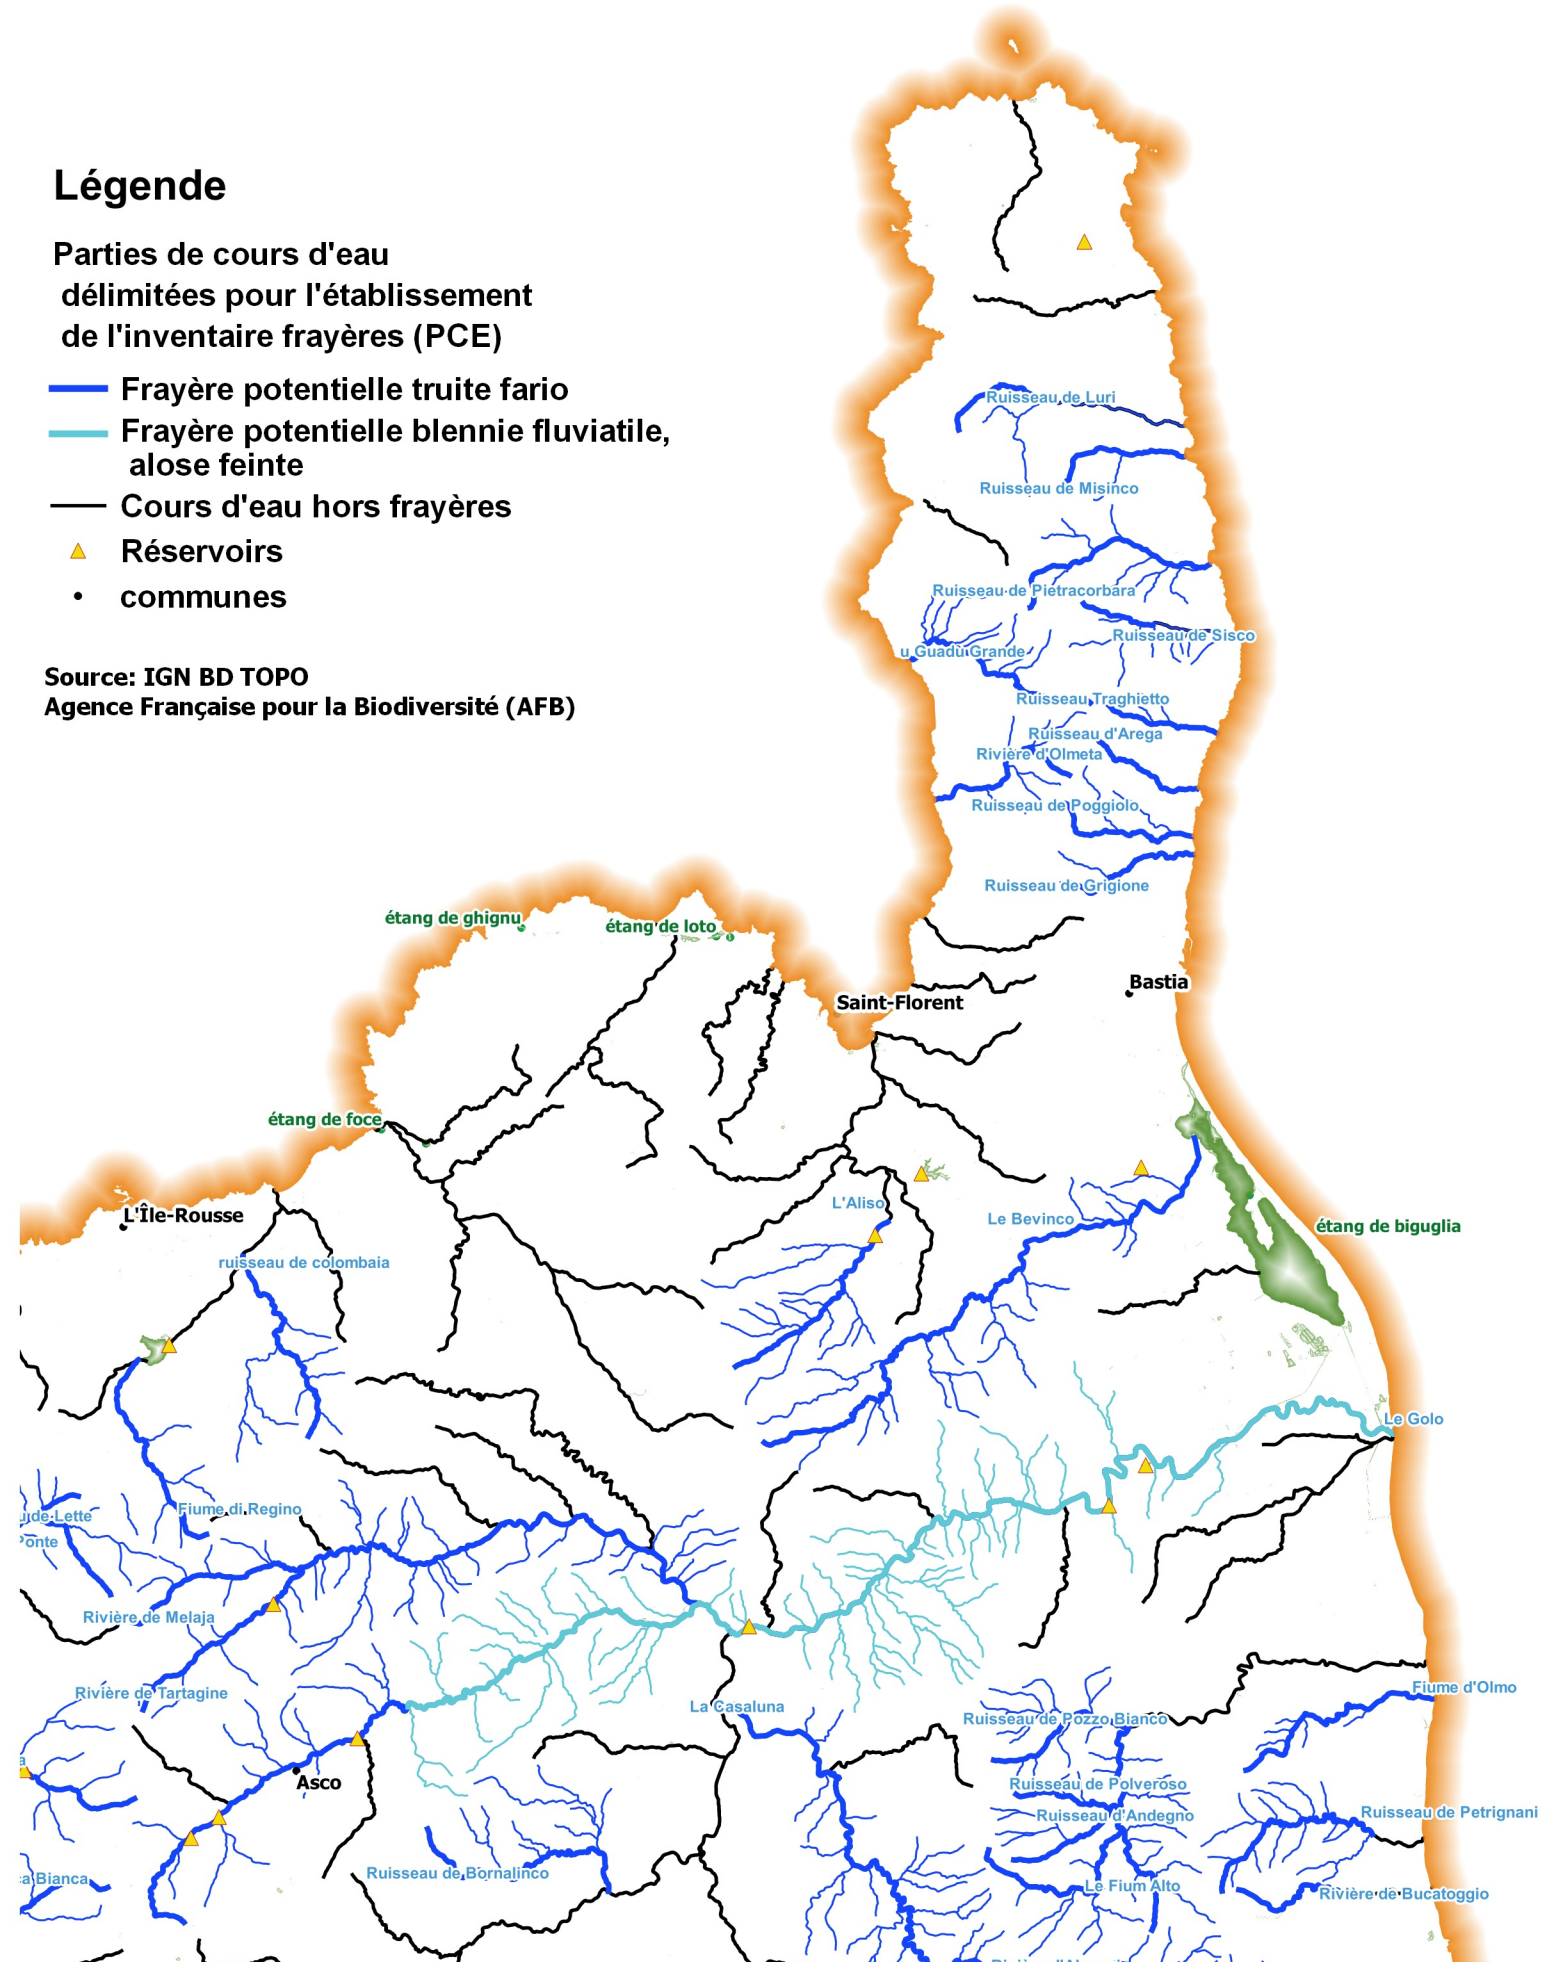 Légende
Parties de cours d'eau
délimitées pour l'établissement
de l'inventaire frayères (PCE)
Frayère potentielle truite fario
Frayère potentielle blennie fluviatile,
alose feinte
Cours d'eau hors frayères
Réservoirs
communes
Source: IGN BD TOPO
Agence Française pour la Biodiversité (AFB)
Ruisseau de Luri
Ruisseau de Misinco
Ruisseau de Pietracorbara
Ruisseau de Sisco
u Guadu Grande
Ruisseau Traghietto
Ruisseau d'Arega
Rivière d'Olmeta
Ruisseau de Poggiolo
Ruisseau de Grigione
étang de ghignu
étang de loto
Bastia
Saint-Florent
étang de foce
L'Île-Rousse
L'Aliso
Le Bevinco
étang de biguglia
ruisseau de colombaia
Le Golo
Fiume di Regino
u de Lette
Ponte
Rivière de Melaja
Rivière de Tartagine
La Casaluna
Fiume d'Olmo
Ruisseau de Pozzo Bianco
a
Asco
Ruisseau de Polveroso
Ruisseau d'Andegno
Ruisseau de Petrignani
Ruisseau de Bornalinco
a Bianca
Le Fium Alto
Rivière de Bucatoggio